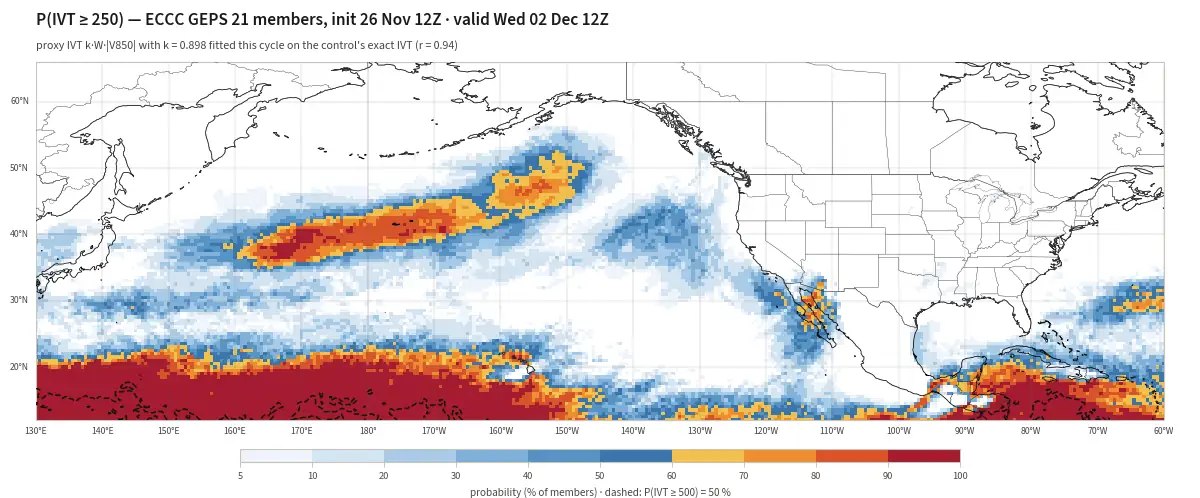 P(IVT ≥ 250) — ECCC GEPS 21 members, init 26 Nov 12Z · valid Wed 02 Dec 12Z
proxy IVT k·W·|V850| with k = 0.898 fitted this cycle on the control's exact IVT (r = 0.94)
60°N
50°N
40°N
30°N
20°N
130°E 140°E 150°E 160°E 170°E 180° 170°W 160°W 150°W 140°W 130°W 120°W 110°W 100°W 90°W 80°W 70°W 60°W
5 10 20 30 40 50 60 70 80 90 100
probability (% of members) · dashed: P(IVT ≥ 500) = 50 %